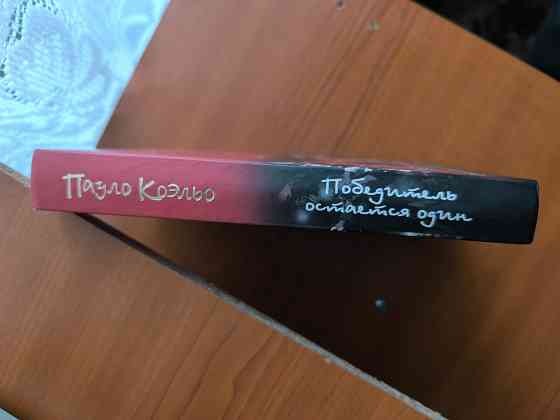 Пауло Коэльо
Победитель
остается один